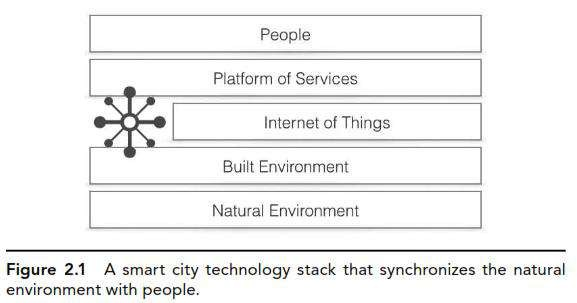 People
Platform of Services
Internet of Things
Built Environment
Natural Environment
Figure 2.1 A smart city technology stack that synchronizes the natural
environment with people.